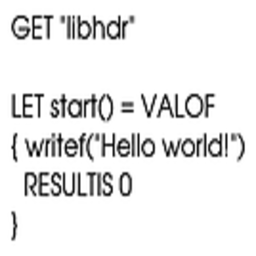 GET "libhdr"

LET start() = VALOF
{ writef("Hello world!")
  RESULTIS 0
}